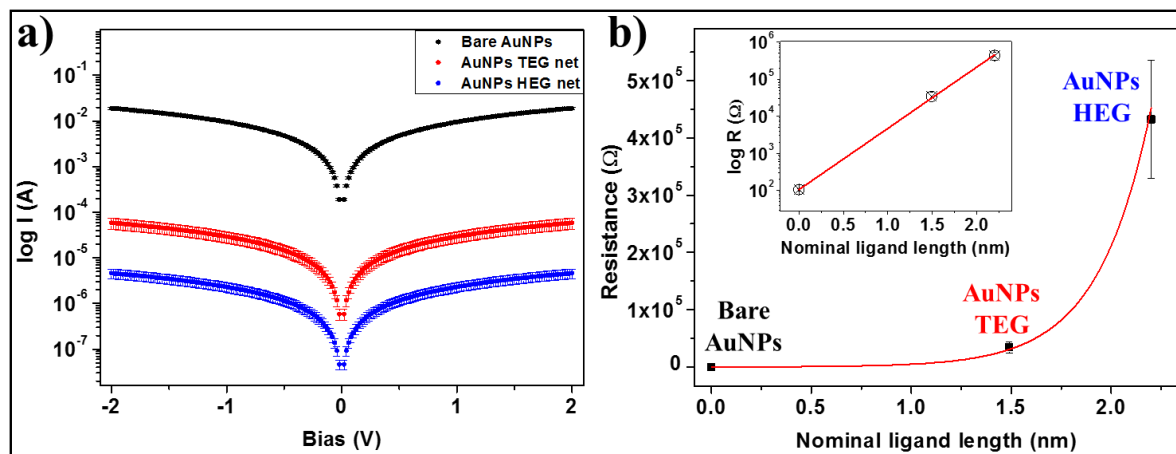 a)
Bare AuNPs
AuNPs TEG net
AuNPs HEG net
10⁻¹
10⁻²
10⁻³
10⁻⁴
10⁻⁵
10⁻⁶
10⁻⁷
log I (A)
-2
-1
0
1
2
Bias (V)
b)
5x10⁵
4x10⁵
3x10⁵
2x10⁵
1x10⁵
0
Resistance (Ω)
10⁶
10⁵
10⁴
10³
10²
log R (Ω)
0.0
0.5
1.0
1.5
2.0
Nominal ligand length (nm)
AuNPs
HEG
AuNPs
TEG
Bare
AuNPs
0.0
0.5
1.0
1.5
2.0
Nominal ligand length (nm)